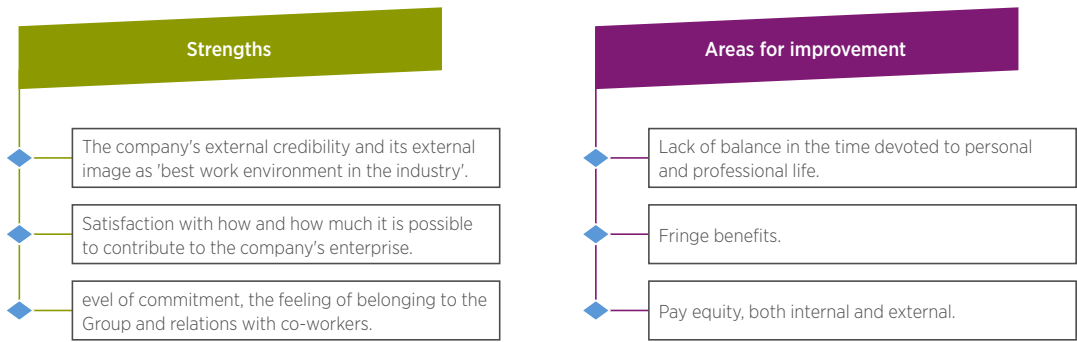 Strengths
The company's external credibility and its external
image as 'best work environment in the industry'.
Satisfaction with how and how much it is possible
to contribute to the company's enterprise.
evel of commitment, the feeling of belonging to the
Group and relations with co-workers.
Areas for improvement
Lack of balance in the time devoted to personal
and professional life.
Fringe benefits.
Pay equity, both internal and external.